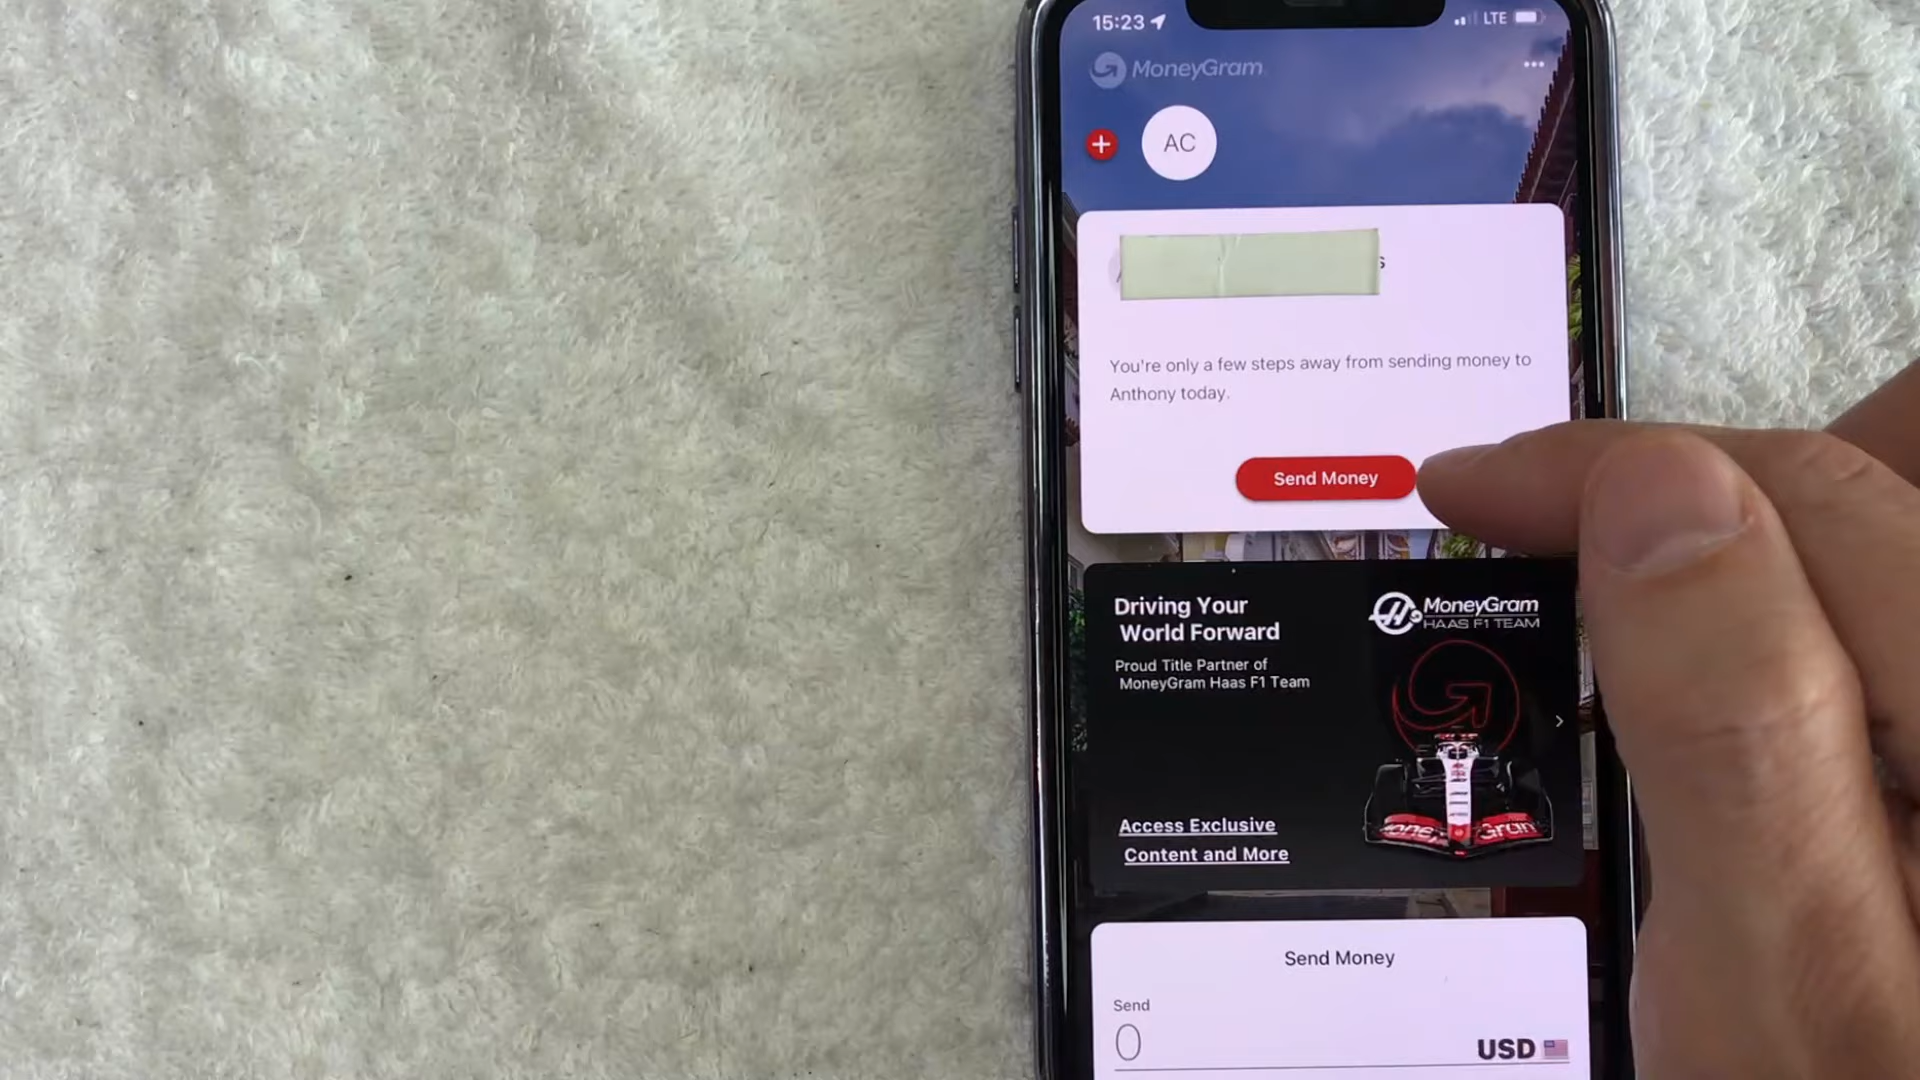 15:23
LTE
MoneyGram
AC
s
You're only a few steps away from sending money to
Anthony today.
Send Money
Driving Your
World Forward
MoneyGram
HAAS F1 TEAM
Proud Title Partner of
MoneyGram Haas F1 Team
Access Exclusive
Content and More
Send Money
Send
0
USD